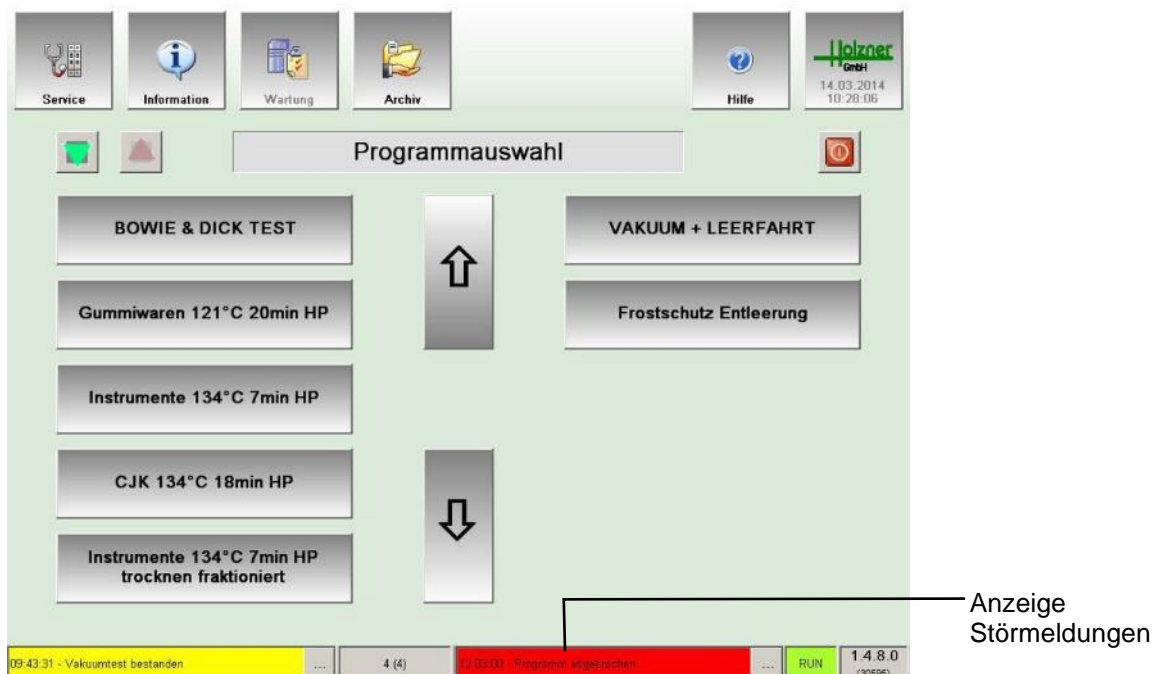 Service
Information
Wartung
Archiv
Hilfe
Holzner
GmbH
14.03.2014
10:28:06
Programmauswahl
BOWIE & DICK TEST
VAKUUM + LEERFAHRT
Gummiwaren 121°C 20min HP
Frostschutz Entleerung
Instrumente 134°C 7min HP
CJK 134°C 18min HP
Instrumente 134°C 7min HP
trocknen fraktioniert
Anzeige
Störmeldungen
09:43:31 - Vakuumtest bestanden
...
4 (4)
12:03:00 - Programm abgebrochen
...
RUN
1.4.8.0
(30595)